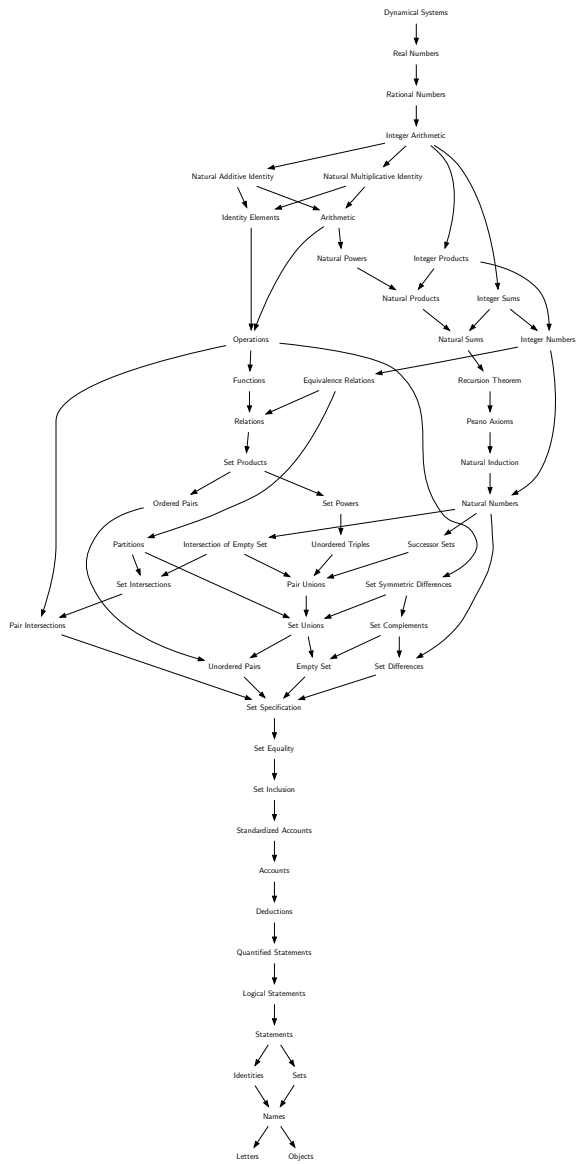 Dynamical Systems
Real Numbers
Rational Numbers
Integer Arithmetic
Natural Additive Identity
Natural Multiplicative Identity
Identity Elements
Arithmetic
Natural Powers
Integer Products
Natural Products
Integer Sums
Operations
Natural Sums
Integer Numbers
Functions
Equivalence Relations
Recursion Theorem
Relations
Peano Axioms
Set Products
Natural Induction
Ordered Pairs
Set Powers
Natural Numbers
Partitions
Intersection of Empty Set
Unordered Triples
Successor Sets
Set Intersections
Pair Unions
Set Symmetric Differences
Pair Intersections
Set Unions
Set Complements
Unordered Pairs
Empty Set
Set Differences
Set Specification
Set Equality
Set Inclusion
Standardized Accounts
Accounts
Deductions
Quantified Statements
Logical Statements
Statements
Identities
Sets
Names
Letters
Objects